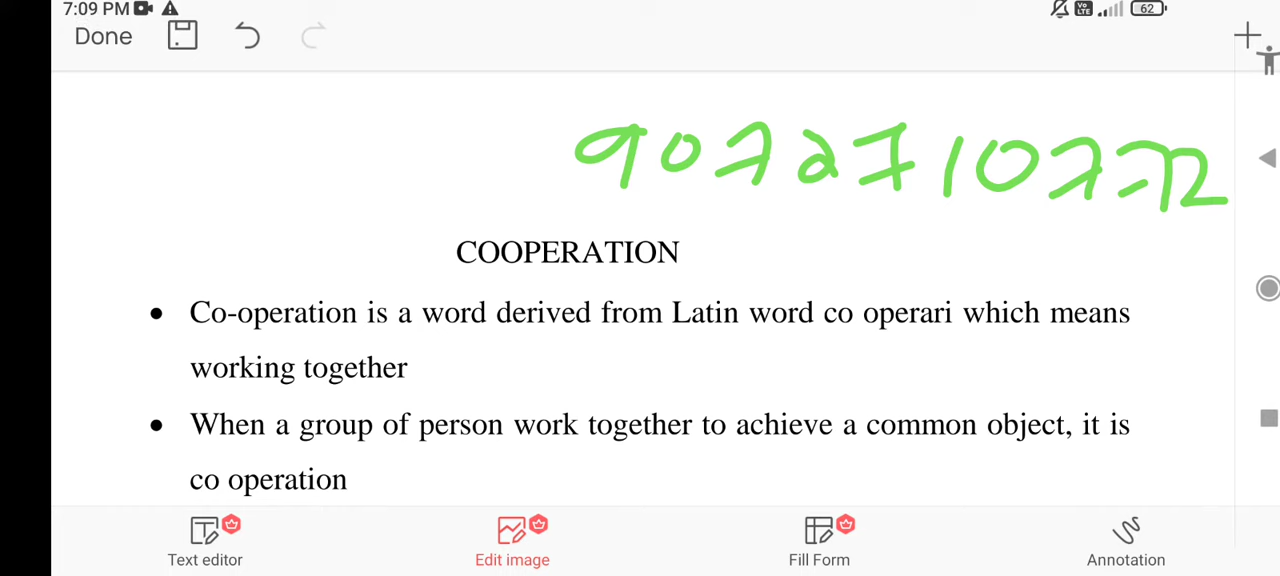 7:09 PM
62
Done
COOPERATION
• Co-operation is a word derived from Latin word co operari which means
working together
• When a group of person work together to achieve a common object, it is
co operation
Text editor
Edit image
Fill Form
Annotation